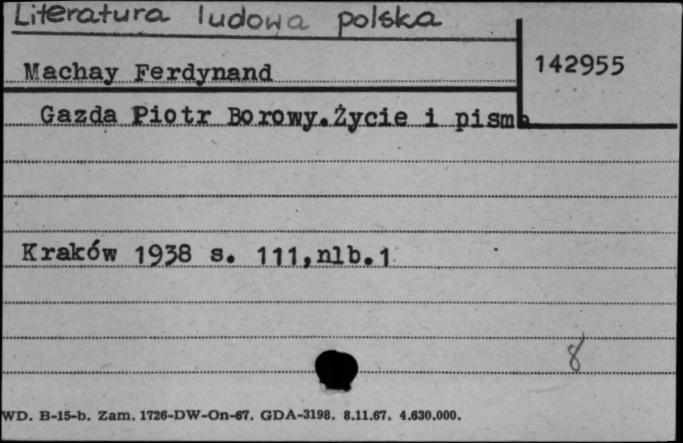 Literatura ludowa polska
142955
Machay Ferdynand
Gazda Piotr Borowy.Życie i pisma
Kraków 1938 s. 111,nlb.1
8
WD. B-15-b. Zam. 1726-DW-On-67. GDA-3198. 8.11.67. 4.630.000.